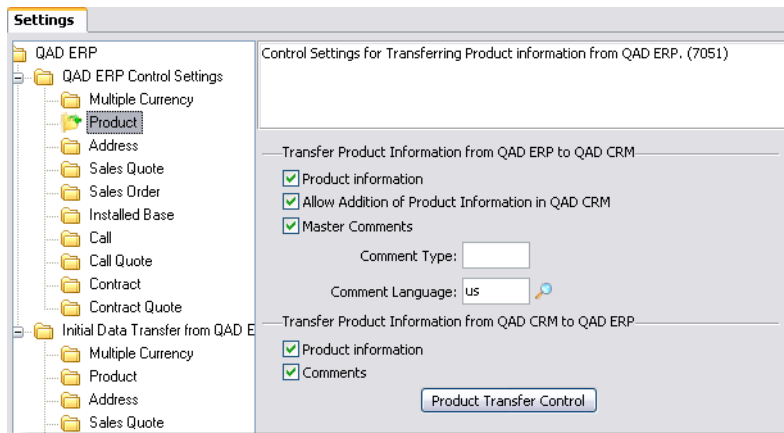 Settings
QAD ERP
QAD ERP Control Settings
Multiple Currency
Product
Address
Sales Quote
Sales Order
Installed Base
Call
Call Quote
Contract
Contract Quote
Initial Data Transfer from QAD E
Multiple Currency
Product
Address
Sales Quote
Control Settings for Transferring Product information from QAD ERP. (7051)
Transfer Product Information from QAD ERP to QAD CRM
Product information
Allow Addition of Product Information in QAD CRM
Master Comments
Comment Type:
Comment Language: us
Transfer Product Information from QAD CRM to QAD ERP
Product information
Comments
Product Transfer Control